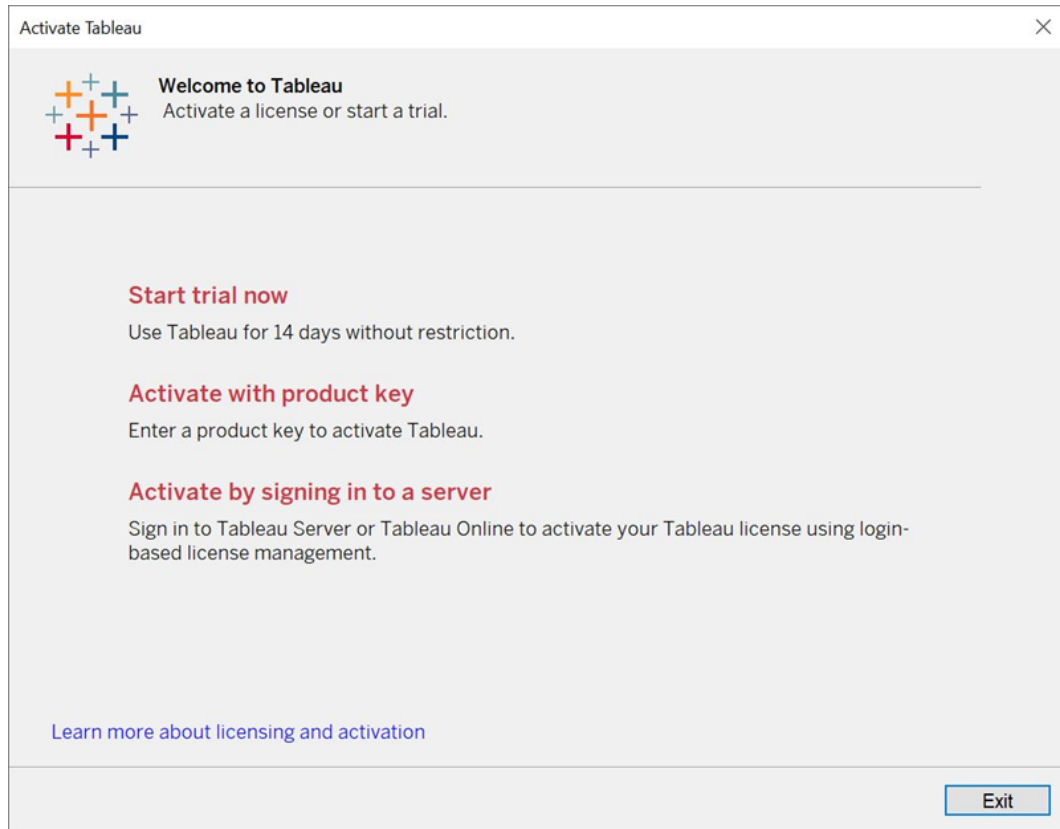 Activate Tableau
Welcome to Tableau
Activate a license or start a trial.
Start trial now
Use Tableau for 14 days without restriction.
Activate with product key
Enter a product key to activate Tableau.
Activate by signing in to a server
Sign in to Tableau Server or Tableau Online to activate your Tableau license using login-
based license management.
Learn more about licensing and activation
Exit